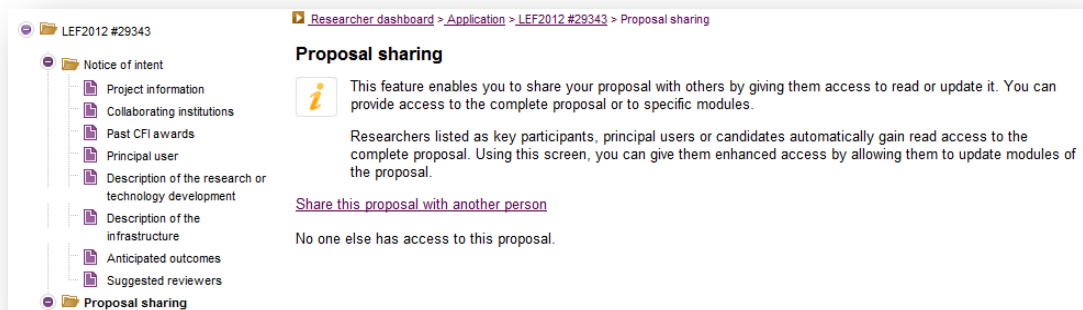 LEF2012 #29343
Notice of intent
Project information
Collaborating institutions
Past CFI awards
Principal user
Description of the research or
technology development
Description of the
infrastructure
Anticipated outcomes
Suggested reviewers
Proposal sharing
Researcher dashboard > Application > LEF2012 #29343 > Proposal sharing
Proposal sharing
This feature enables you to share your proposal with others by giving them access to read or update it. You can
provide access to the complete proposal or to specific modules.
Researchers listed as key participants, principal users or candidates automatically gain read access to the
complete proposal. Using this screen, you can give them enhanced access by allowing them to update modules of
the proposal.
Share this proposal with another person
No one else has access to this proposal.